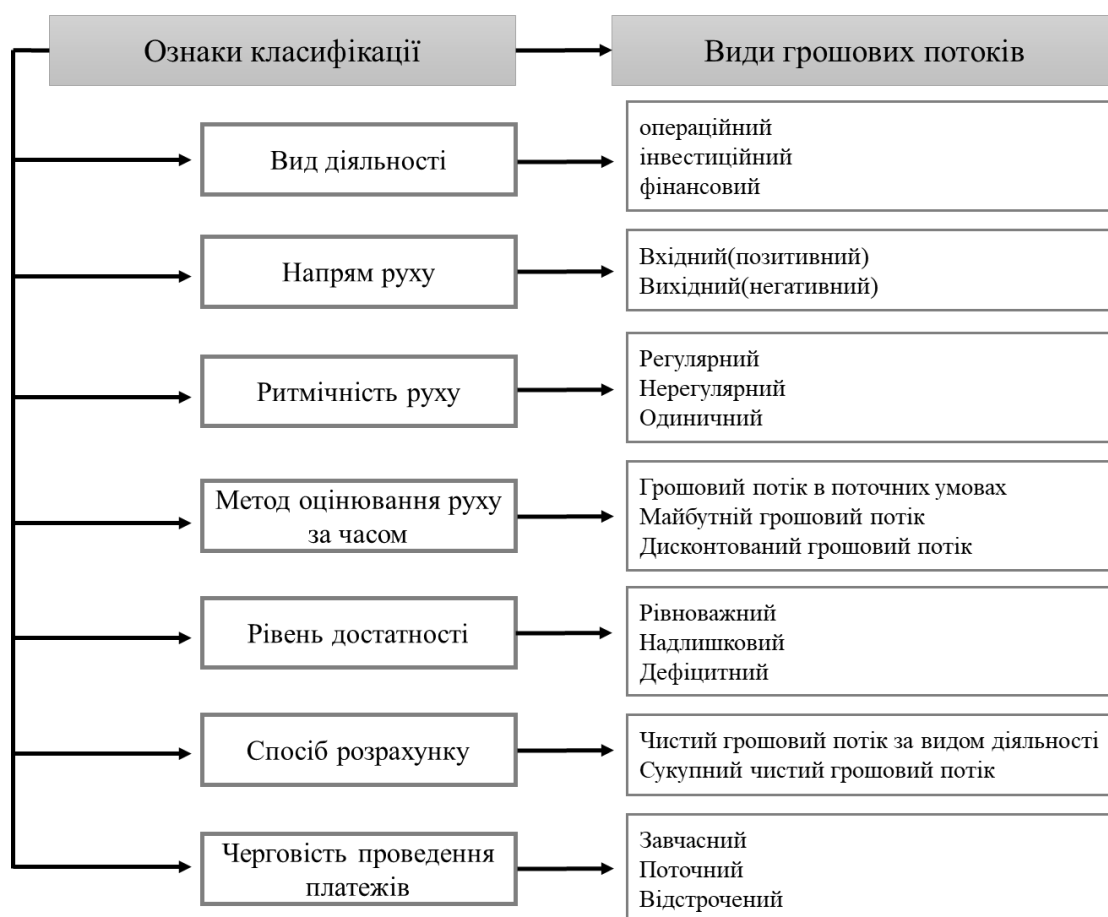 Ознаки класифікації
Види грошових потоків
Вид діяльності
операційний
інвестиційний
фінансовий
Напрям руху
Вхідний(позитивний)
Вихідний(негативний)
Ритмічність руху
Регулярний
Нерегулярний
Одиничний
Метод оцінювання руху
за часом
Грошовий потік в поточних умовах
Майбутній грошовий потік
Дисконтований грошовий потік
Рівень достатності
Рівноважний
Надлишковий
Дефіцитний
Спосіб розрахунку
Чистий грошовий потік за видом діяльності
Сукупний чистий грошовий потік
Черговість проведення
платежів
Завчасний
Поточний
Відстрочений